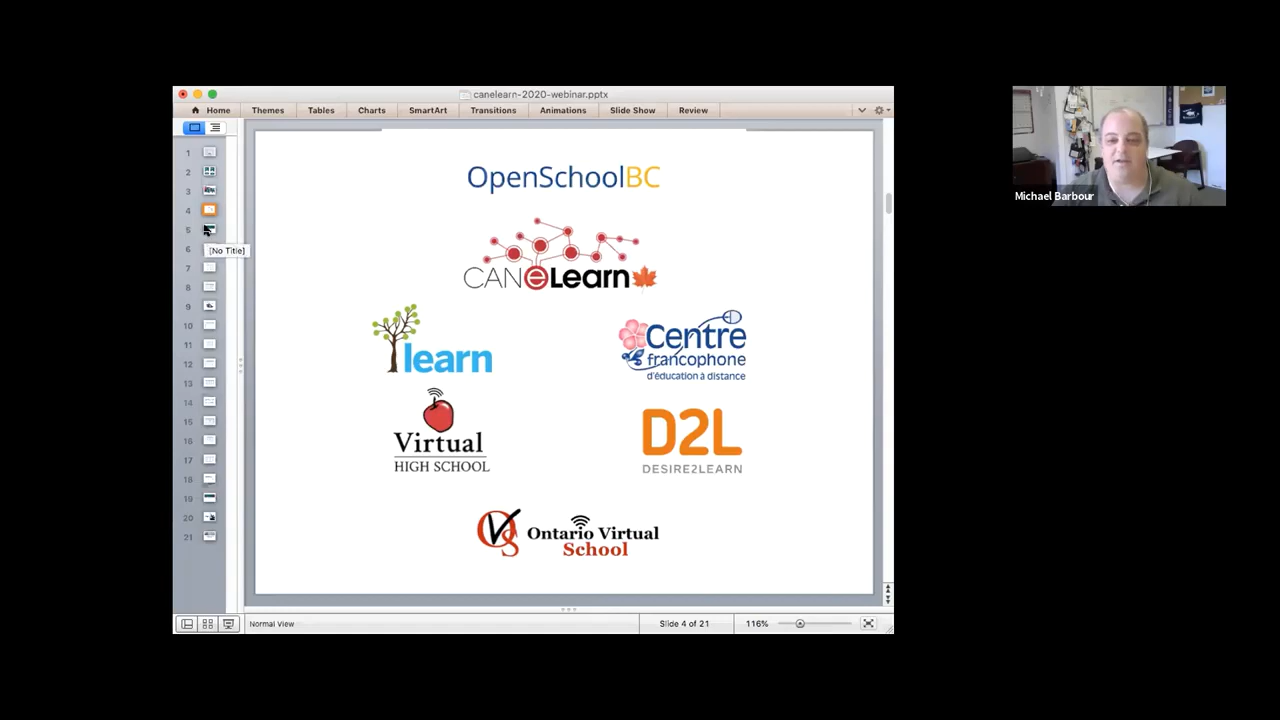 canelearn-2020-webinar.pptx
Home Themes Tables Charts SmartArt Transitions Animations Slide Show Review
1
2
3
4
5
[No Title]
6
7
8
9
10
11
12
13
14
15
16
17
18
19
20
21
OpenSchoolBC
CANeLearn
learn
Centre
francophone
d'éducation à distance
Virtual
HIGH SCHOOL
D2L
DESIRE2LEARN
OVS
Ontario Virtual
School
Normal View Slide 4 of 21 116%
Michael Barbour